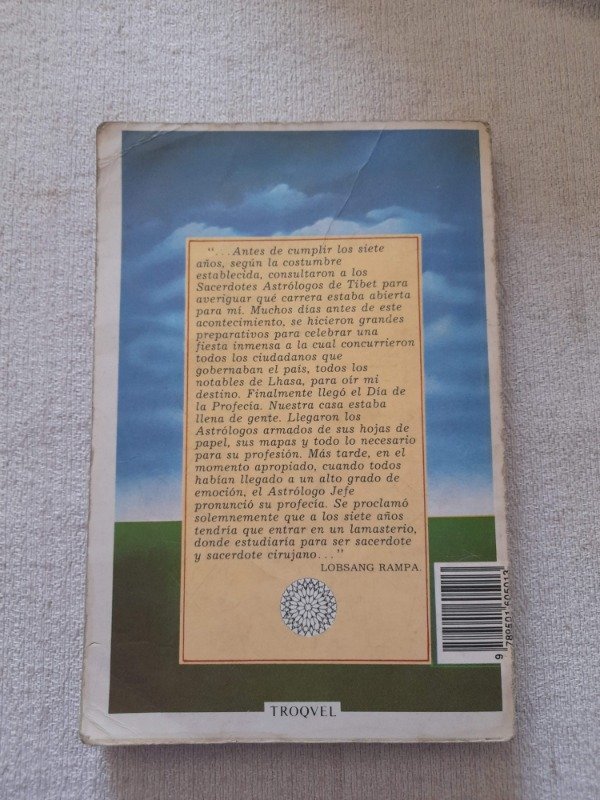 "...Antes de cumplir los siete
años, según la costumbre
establecida, consultaron a los
Sacerdotes Astrólogos de Tibet para
averiguar qué carrera estaba abierta
para mí. Muchos días antes de este
acontecimiento, se hicieron grandes
preparativos para celebrar una
fiesta inmensa a la cual concurrieron
todos los ciudadanos que
gobernaban el país, todos los
notables de Lhasa, para oír mi
destino. Finalmente llegó el Día de
la Profecía. Nuestra casa estaba
llena de gente. Llegaron los
Astrólogos armados de sus hojas de
papel, sus mapas y todo lo necesario
para su profesión. Más tarde, en el
momento apropiado, cuando todos
habían llegado a un alto grado de
emoción, el Astrólogo Jefe
pronunció su profecía. Se proclamó
solemnemente que a los siete años
tendría que entrar en un lamasterio,
donde estudiaría para ser sacerdote
y sacerdote cirujano..."
LOBSANG RAMPA
9 789501 605013
TROQVEL